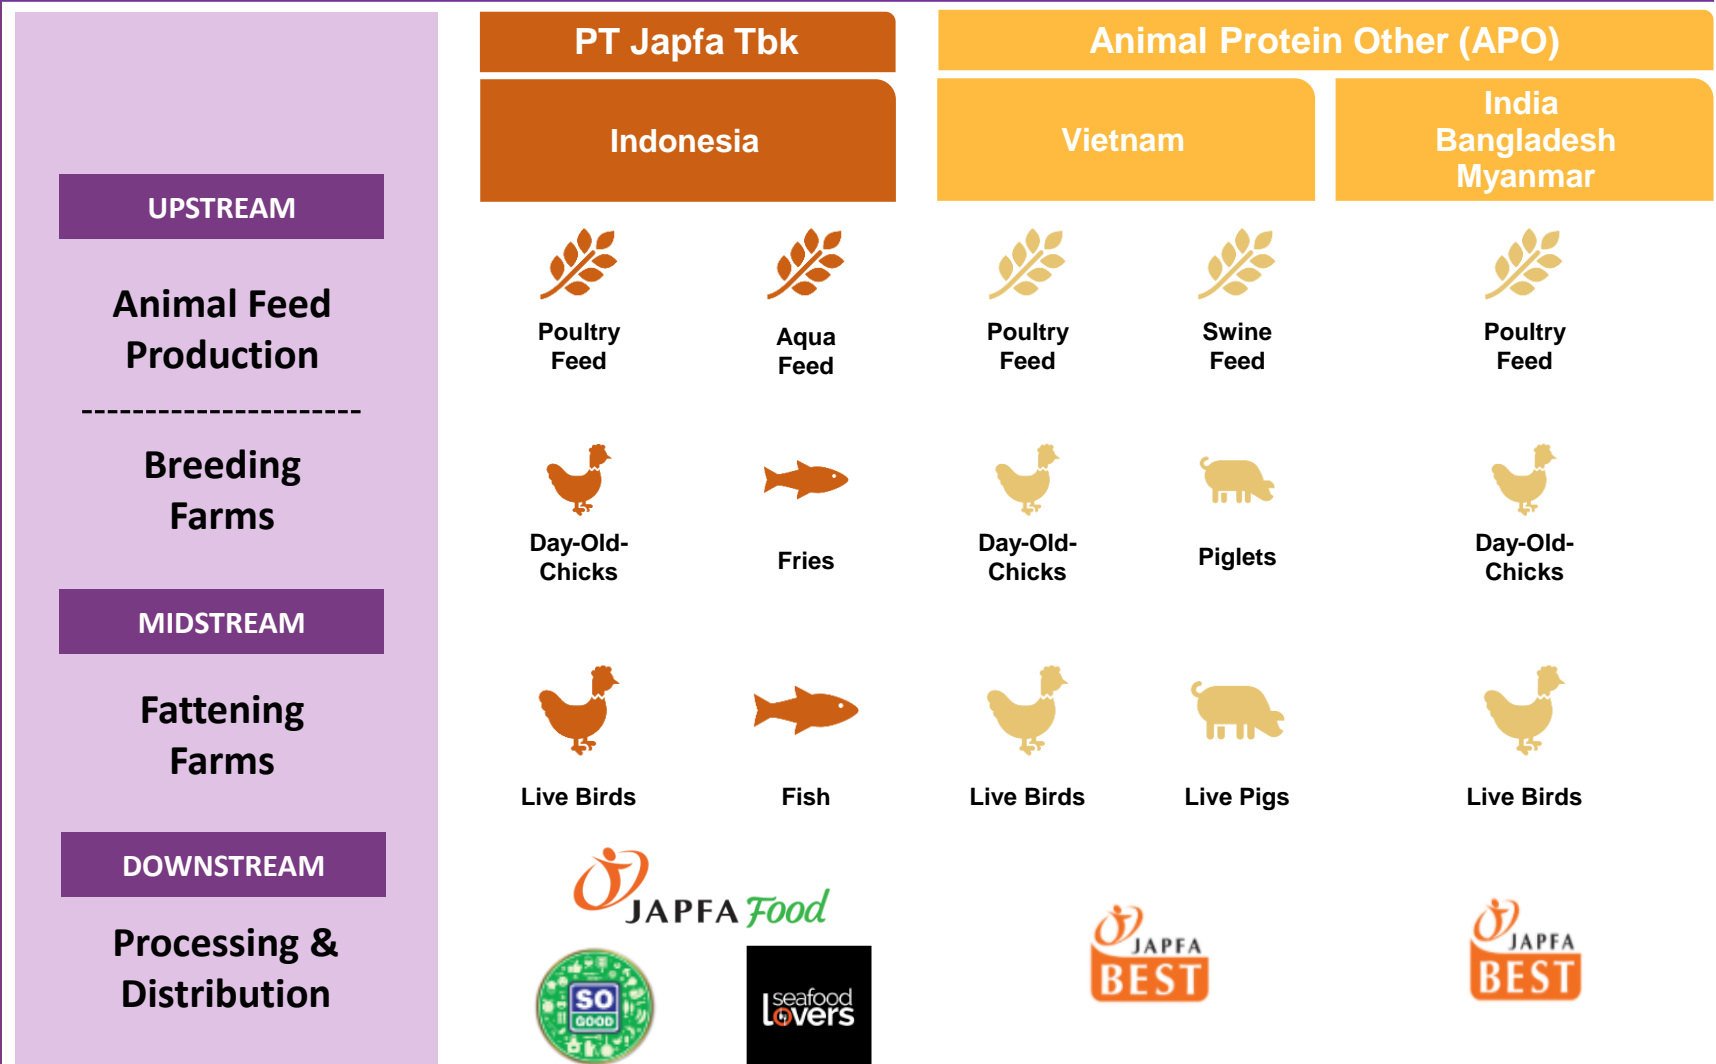 PT Japfa Tbk
Animal Protein Other (APO)
Indonesia
Vietnam
India
Bangladesh
Myanmar
UPSTREAM
Animal Feed
Production
----------------------
Poultry
Feed
Aqua
Feed
Poultry
Feed
Swine
Feed
Poultry
Feed
Breeding
Farms
Day-Old-
Chicks
Fries
Day-Old-
Chicks
Piglets
Day-Old-
Chicks
MIDSTREAM
Fattening
Farms
Live Birds
Fish
Live Birds
Live Pigs
Live Birds
DOWNSTREAM
Processing &
Distribution
JAPFA Food
SO
GOOD
seafood
Lovers
JAPFA
BEST
JAPFA
BEST